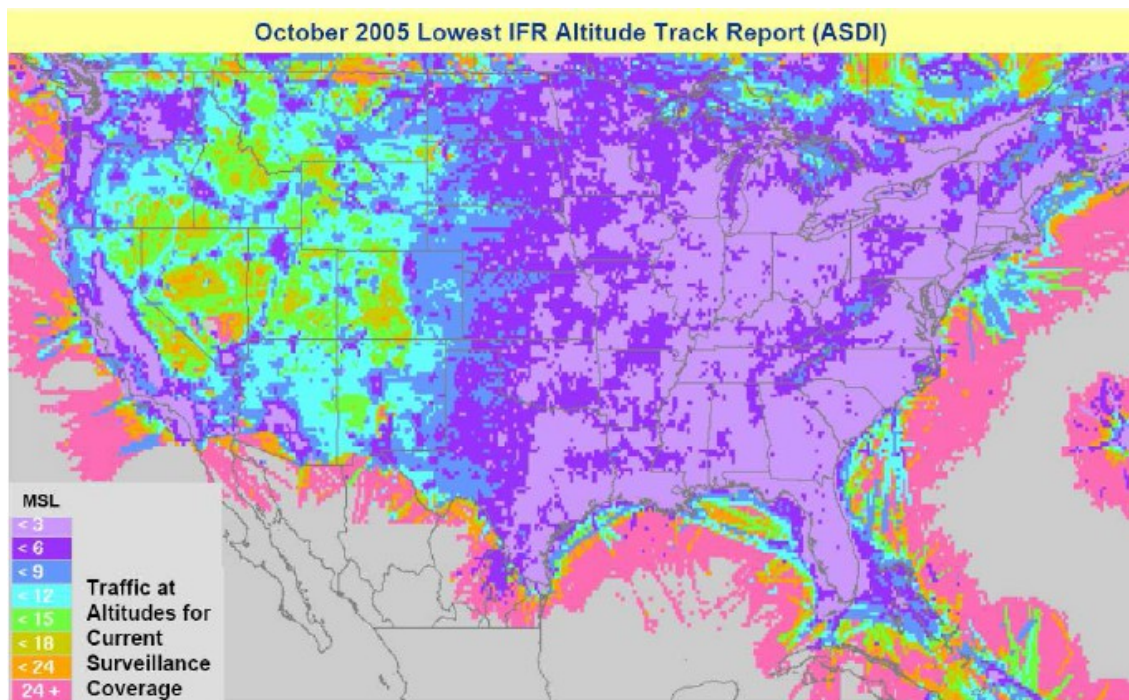 October 2005 Lowest IFR Altitude Track Report (ASDI)
MSL
< 3
< 6
< 9
< 12
< 15
< 18
< 24
24 +
Traffic at
Altitudes for
Current
Surveillance
Coverage